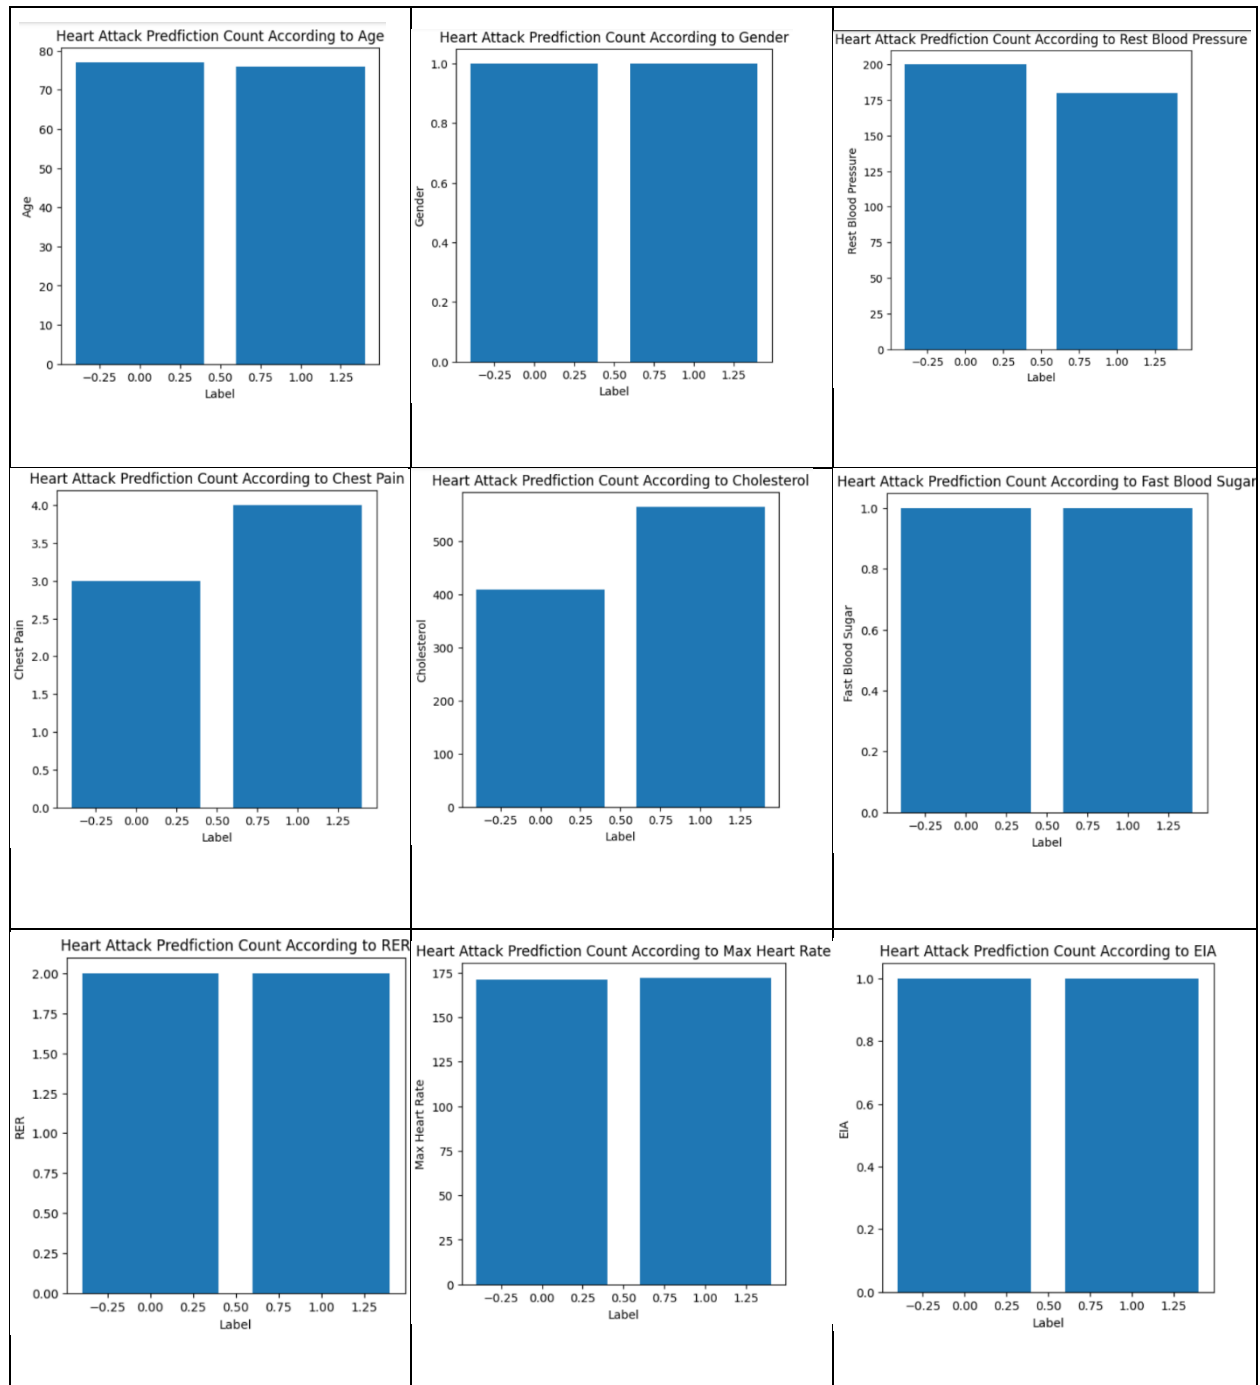 Heart Attack Predfiction Count According to Age
80
70
60
50
40
30
20
10
0
Age
−0.25 0.00 0.25 0.50 0.75 1.00 1.25
Label
Heart Attack Predfiction Count According to Gender
1.0
0.8
0.6
0.4
0.2
0.0
Gender
−0.25 0.00 0.25 0.50 0.75 1.00 1.25
Label
Heart Attack Predfiction Count According to Rest Blood Pressure
200
175
150
125
100
75
50
25
0
Rest Blood Pressure
−0.25 0.00 0.25 0.50 0.75 1.00 1.25
Label
Heart Attack Predfiction Count According to Chest Pain
4.0
3.5
3.0
2.5
2.0
1.5
1.0
0.5
0.0
Chest Pain
−0.25 0.00 0.25 0.50 0.75 1.00 1.25
Label
Heart Attack Predfiction Count According to Cholesterol
500
400
300
200
100
0
Cholesterol
−0.25 0.00 0.25 0.50 0.75 1.00 1.25
Label
Heart Attack Predfiction Count According to Fast Blood Sugar
1.0
0.8
0.6
0.4
0.2
0.0
Fast Blood Sugar
−0.25 0.00 0.25 0.50 0.75 1.00 1.25
Label
Heart Attack Predfiction Count According to RER
2.00
1.75
1.50
1.25
1.00
0.75
0.50
0.25
0.00
RER
−0.25 0.00 0.25 0.50 0.75 1.00 1.25
Label
Heart Attack Predfiction Count According to Max Heart Rate
175
150
125
100
75
50
25
0
Max Heart Rate
−0.25 0.00 0.25 0.50 0.75 1.00 1.25
Label
Heart Attack Predfiction Count According to EIA
1.0
0.8
0.6
0.4
0.2
0.0
EIA
−0.25 0.00 0.25 0.50 0.75 1.00 1.25
Label